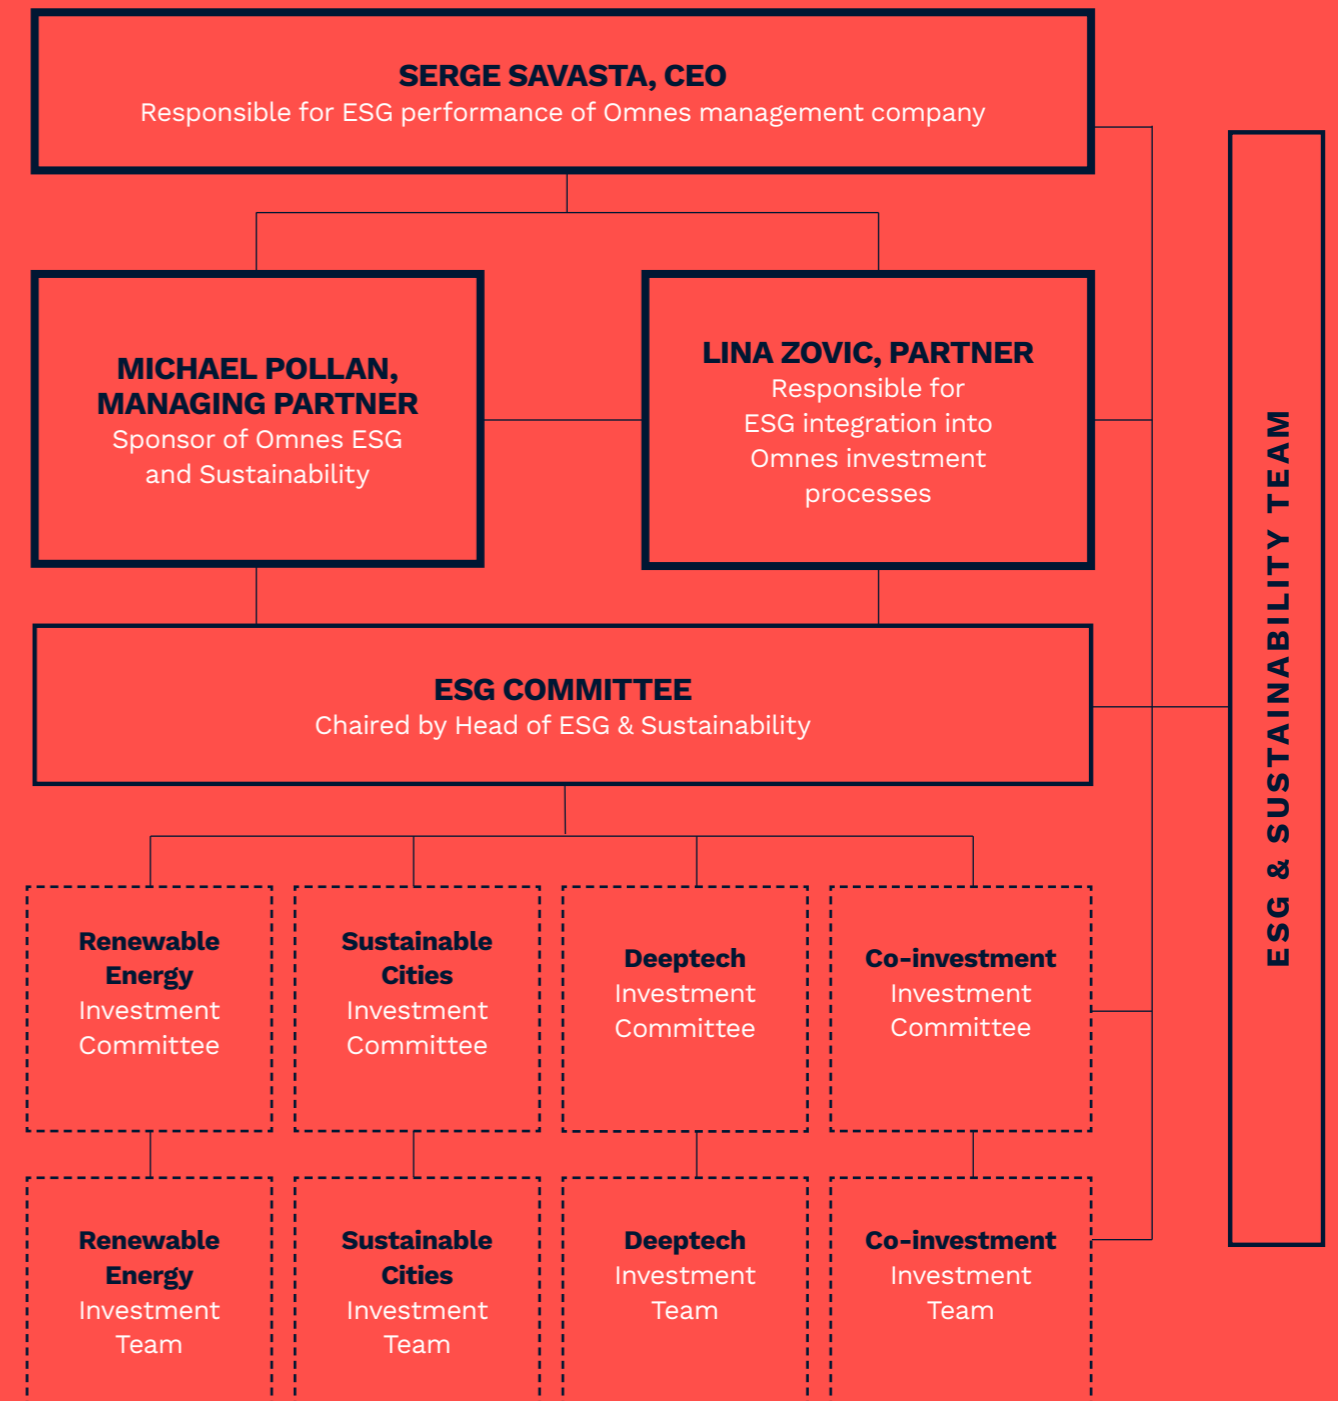 SERGE SAVASTA, CEO
Responsible for ESG performance of Omnes management company
MICHAEL POLLAN,
MANAGING PARTNER
Sponsor of Omnes ESG
and Sustainability
LINA ZOVIC, PARTNER
Responsible for
ESG integration into
Omnes investment
processes
ESG COMMITTEE
Chaired by Head of ESG & Sustainability
Renewable
Energy
Investment
Committee
Sustainable
Cities
Investment
Committee
Deeptech
Investment
Committee
Co-investment
Investment
Committee
Renewable
Energy
Investment
Team
Sustainable
Cities
Investment
Team
Deeptech
Investment
Team
Co-investment
Investment
Team
ESG & SUSTAINABILITY TEAM